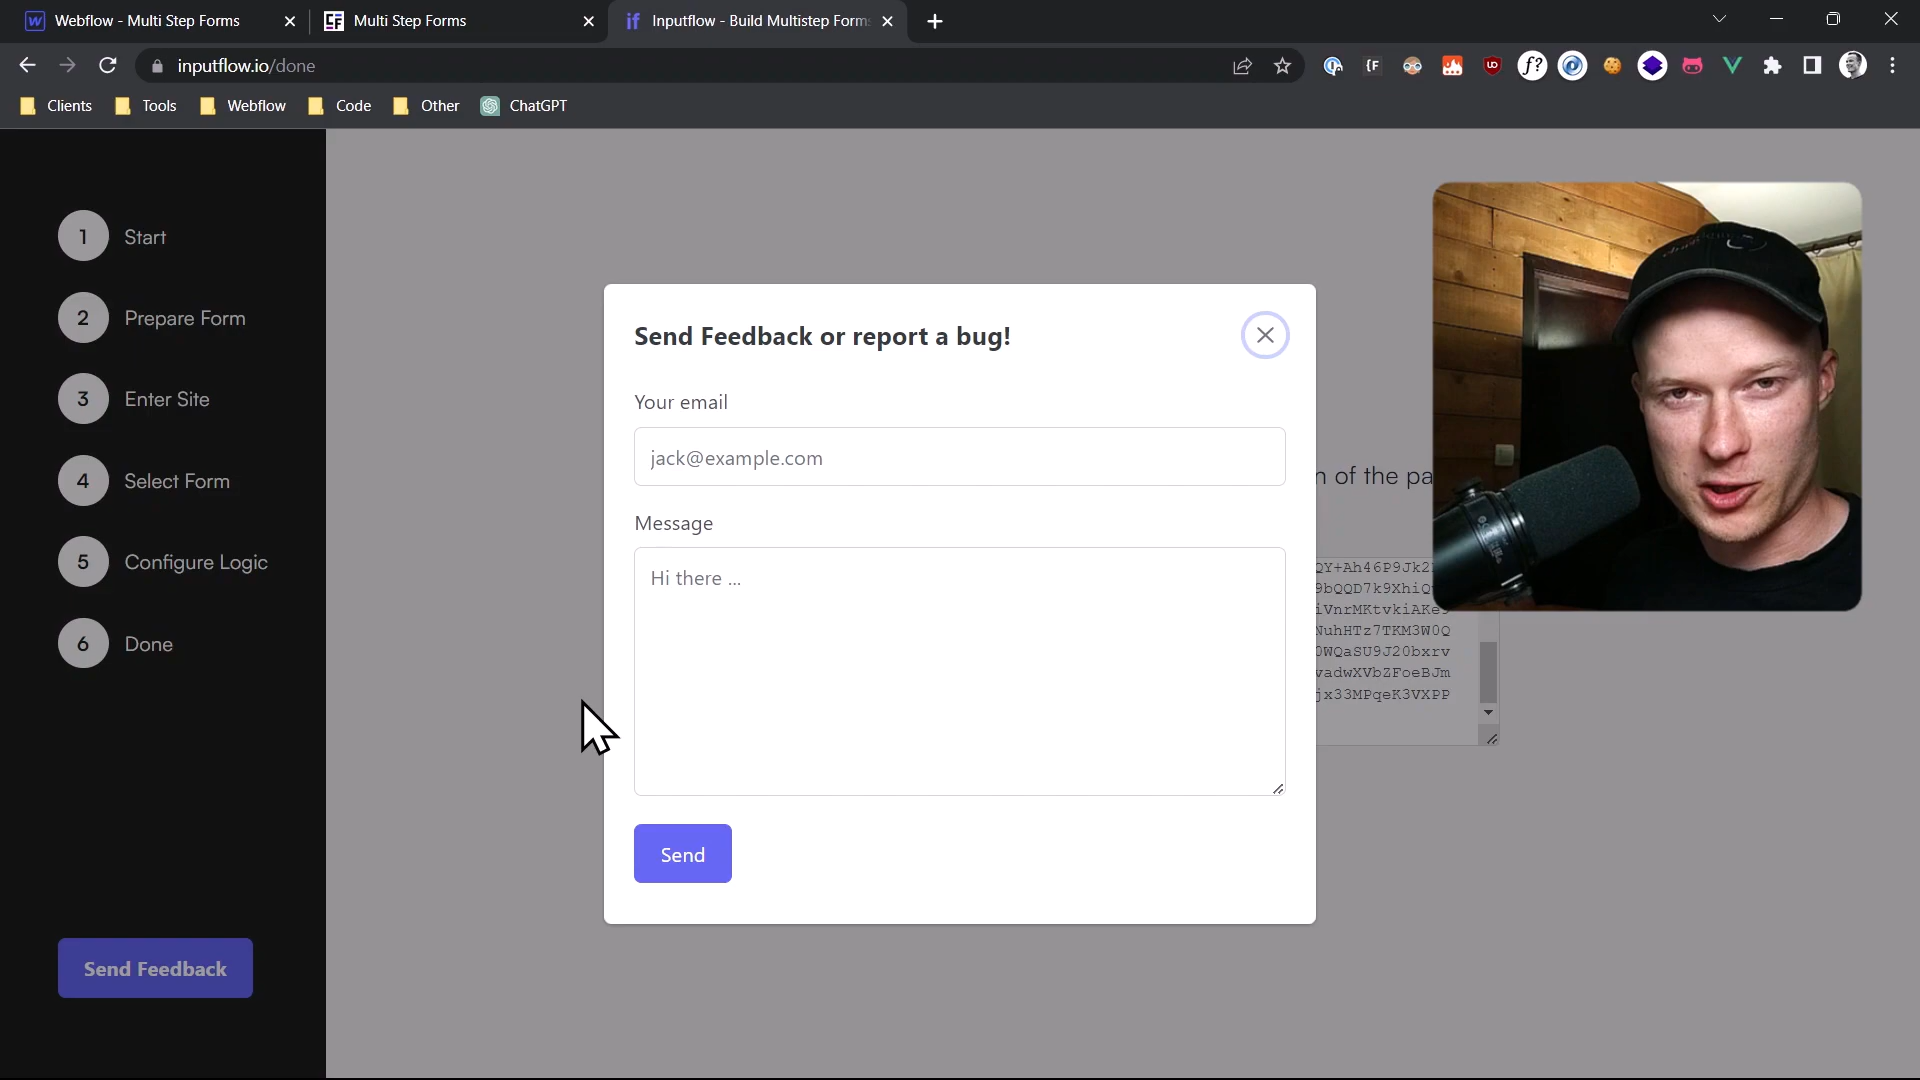 Webflow - Multi Step Forms
Multi Step Forms
Inputflow - Build Multistep Form
inputflow.io/done
Clients
Tools
Webflow
Code
Other
ChatGPT
1 Start
2 Prepare Form
3 Enter Site
4 Select Form
5 Configure Logic
6 Done
Send Feedback
Send Feedback or report a bug!
Your email
jack@example.com
Message
Hi there ...
Send
n of the pa
QY+Ah46P9Jk2
9bQQD7k9XhiQ
iVnrMKtvkiAKe
NuhHTz7TKM3W0Q
0WQaSU9J20bxrv
vadwXVbZFoeBJm
jx33MPqeK3VXPP